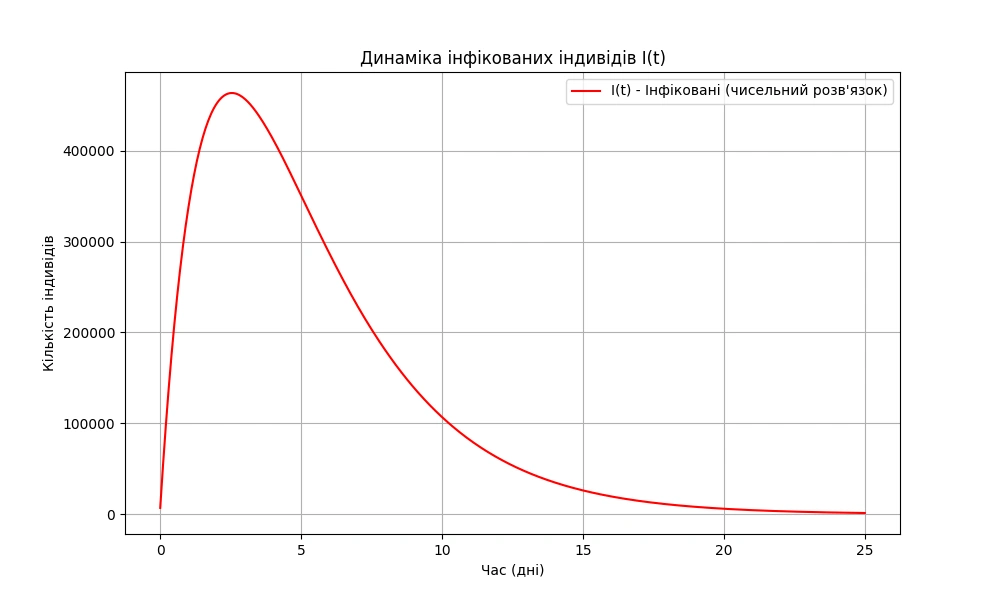 Динаміка інфікованих індивідів I(t)
I(t) - Інфіковані (чисельний розв'язок)
Кількість індивідів
400000
300000
200000
100000
0
0 5 10 15 20 25
Час (дні)